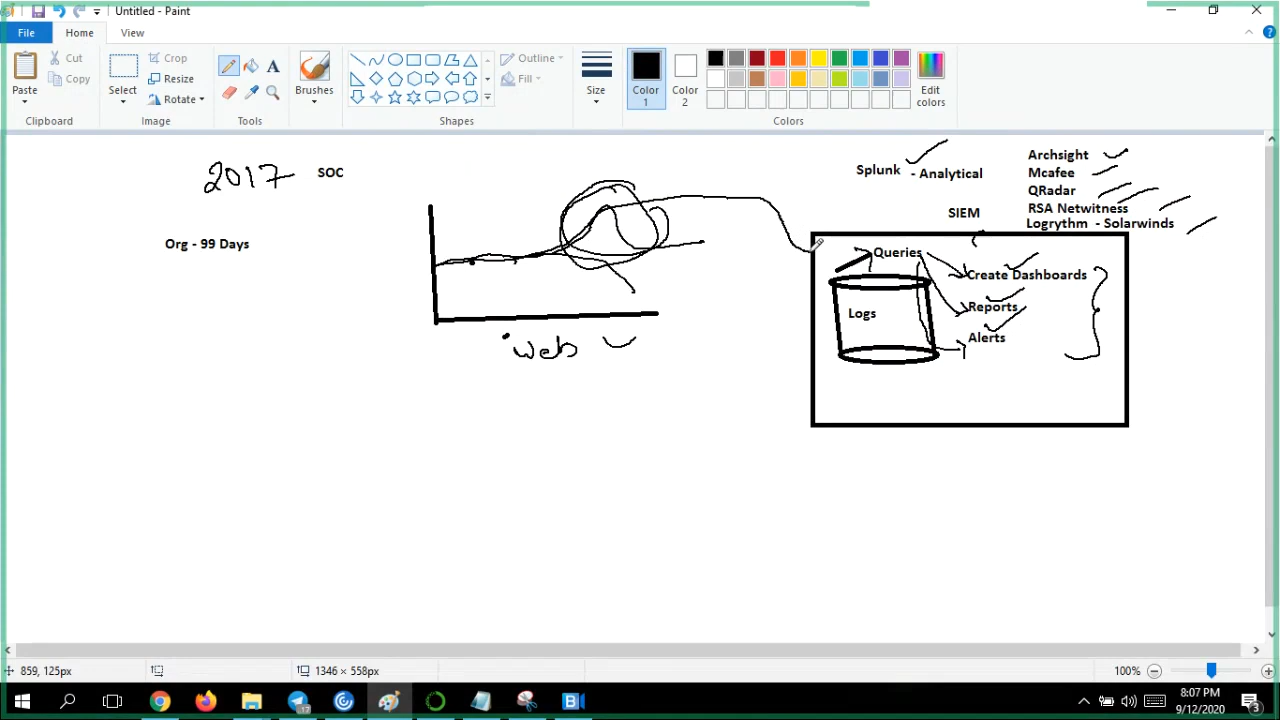 Untitled - Paint
File
Home
View
Paste
Cut
Copy
Clipboard
Select
Crop
Resize
Rotate
Image
A
Tools
Brushes
Outline
Fill
Shapes
Size
Color 1
Color 2
Edit colors
Colors
2017
SOC
Org - 99 Days
Web
Splunk
- Analytical
SIEM
Archsight
Mcafee
QRadar
RSA Netwitness
Logrythm - Solarwinds
Queries
Create Dashboards
Logs
Reports
Alerts
859, 125px
1346 × 558px
100%
8:07 PM
9/12/2020